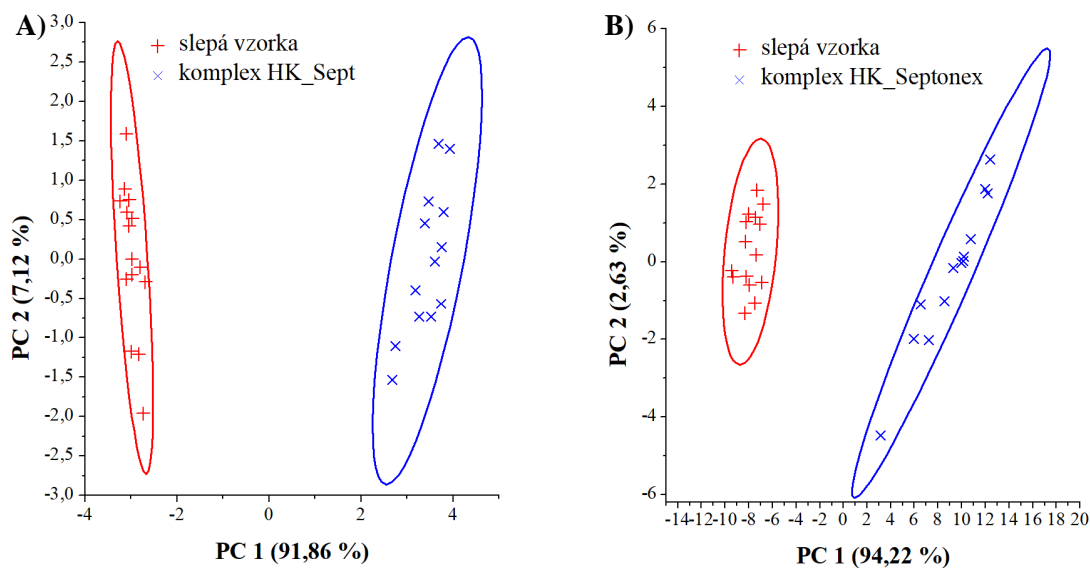 A)
3,0
2,5
2,0
1,5
1,0
0,5
0,0
-0,5
-1,0
-1,5
-2,0
-2,5
-3,0
PC 2 (7,12 %)
slepá vzorka
komplex HK_Sept
-4 -2 0 2 4
PC 1 (91,86 %)
B)
6
4
2
0
-2
-4
-6
PC 2 (2,63 %)
slepá vzorka
komplex HK_Septonex
-14 -12 -10 -8 -6 -4 -2 0 2 4 6 8 10 12 14 16 18 20
PC 1 (94,22 %)